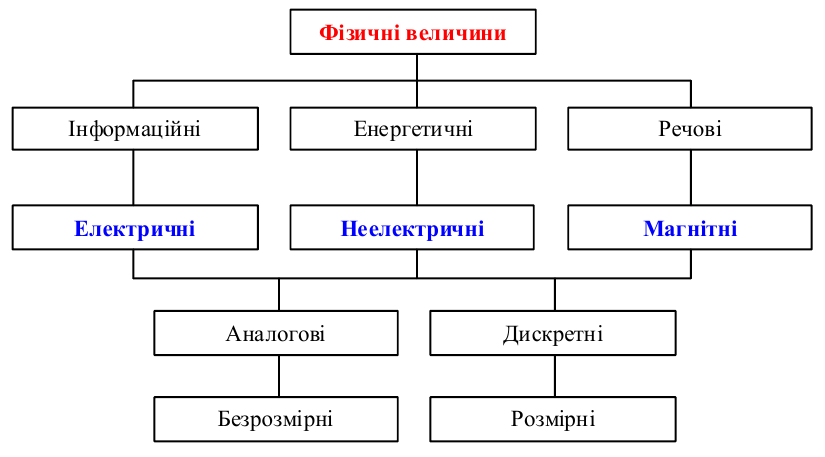 Фізичні величини
Інформаційні
Енергетичні
Речові
Електричні
Неелектричні
Магнітні
Аналогові
Дискретні
Безрозмірні
Розмірні